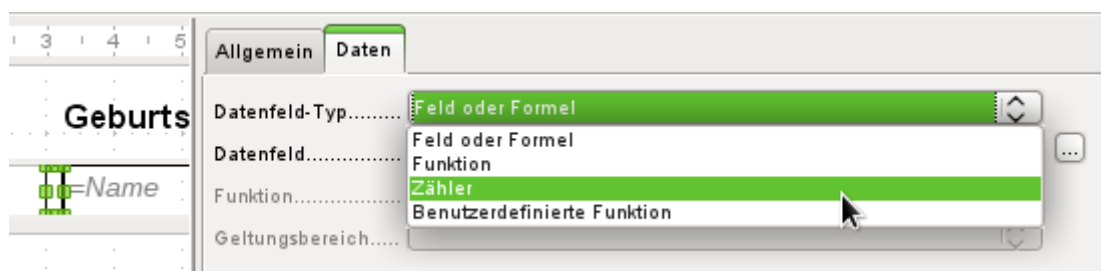 3 4 5
Allgemein Daten
Geburts
Datenfeld-Typ......... Feld oder Formel
Feld oder Formel
Datenfeld............... ...
Funktion
=Name
Funktion.................
Zähler
Benutzerdefinierte Funktion
Geltungsbereich.....